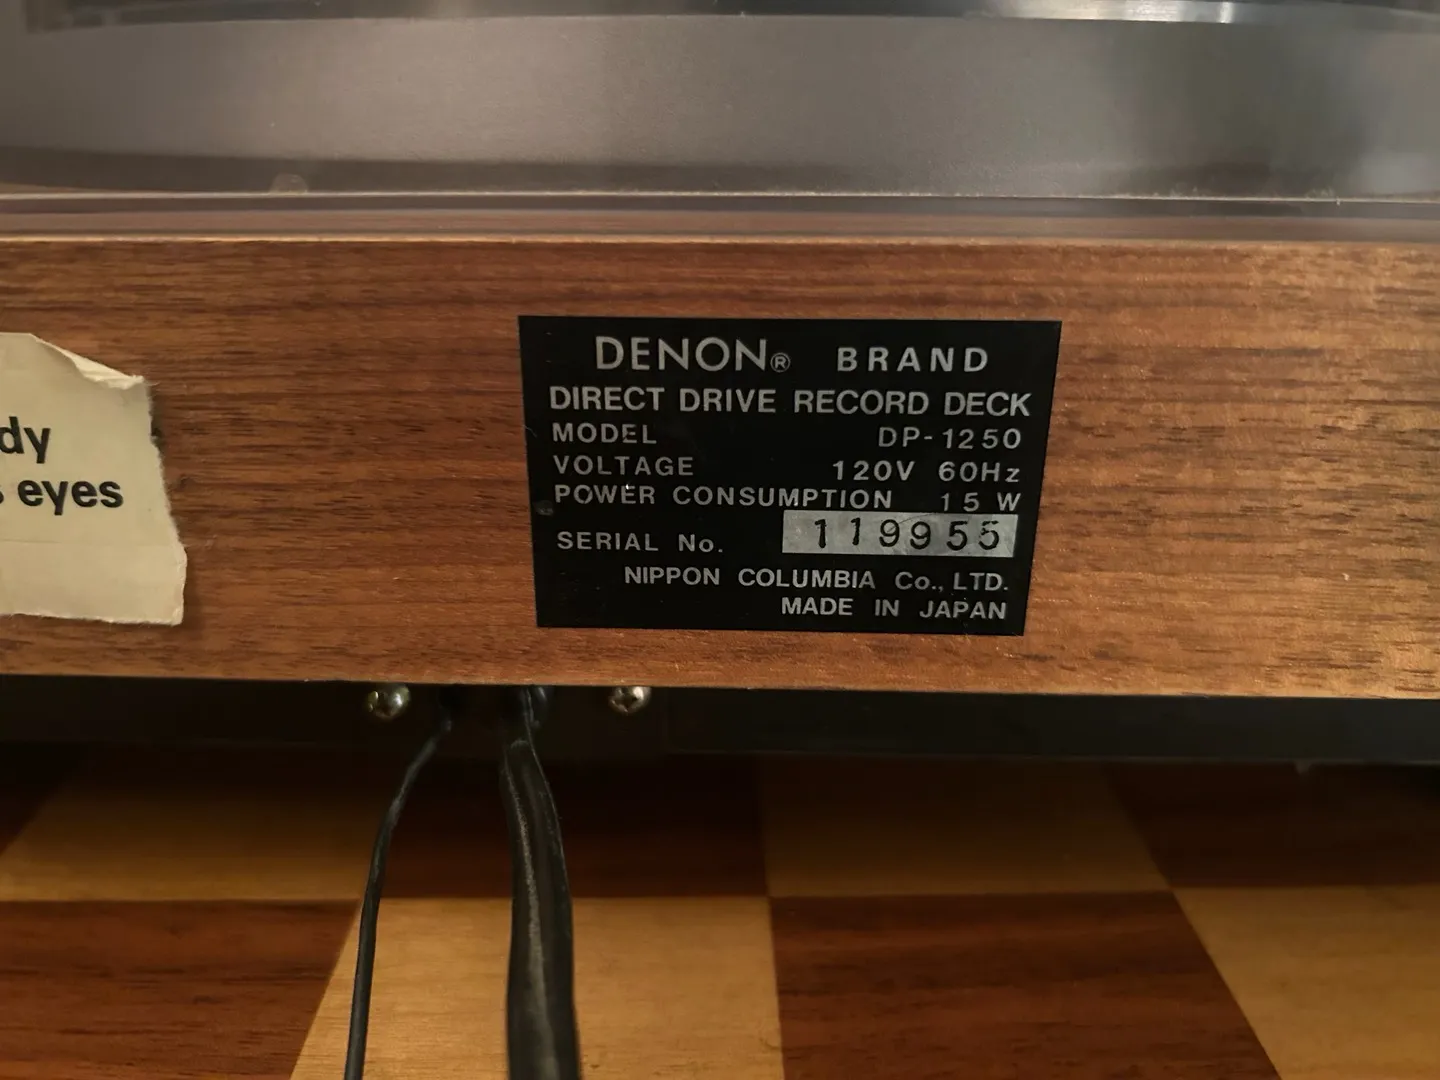 DENON® BRAND
DIRECT DRIVE RECORD DECK
MODEL DP-1250
VOLTAGE 120V 60Hz
POWER CONSUMPTION 15 W
SERIAL No. 119955
NIPPON COLUMBIA Co., LTD.
MADE IN JAPAN
dy
s eyes